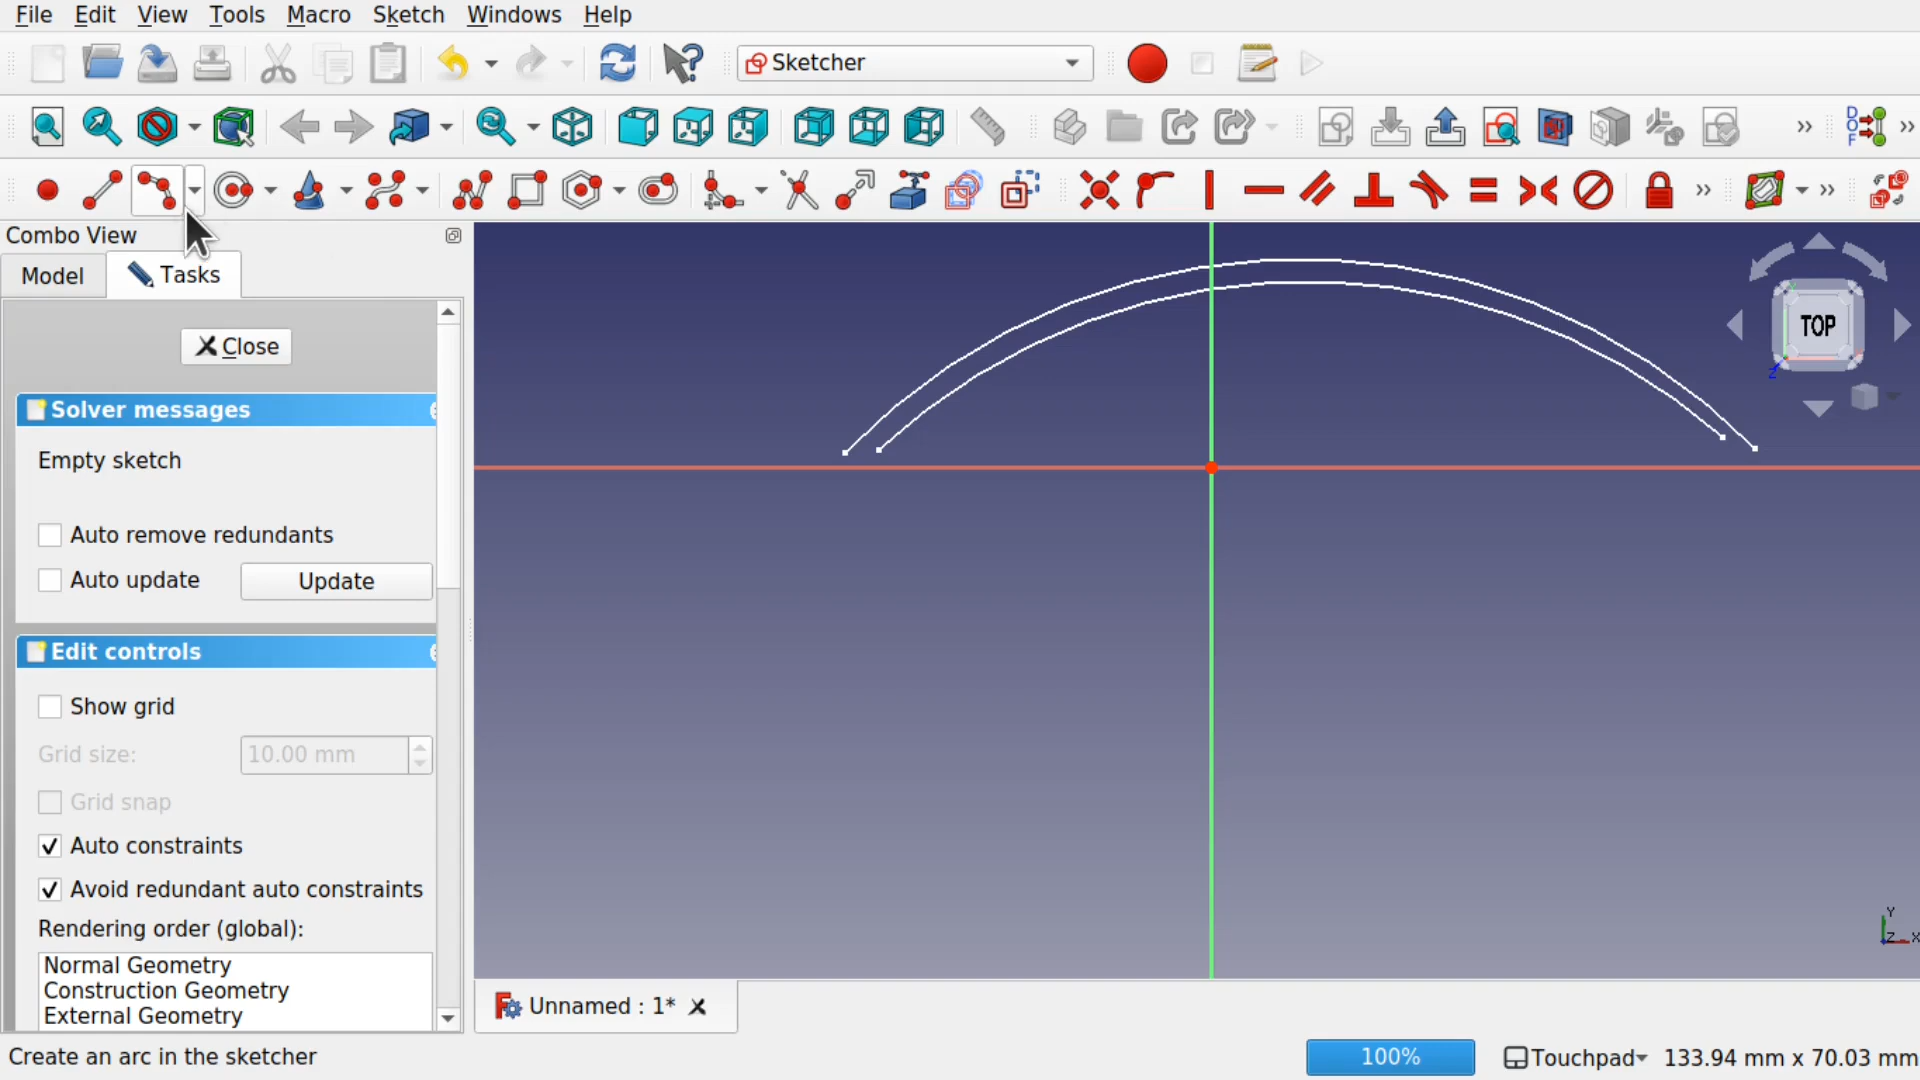 File Edit View Tools Macro Sketch Windows Help
Sketcher
DOF
Combo View
Model Tasks
Close
Solver messages
Empty sketch
Auto remove redundants
Auto update Update
Edit controls
Show grid
Grid size: 10.00 mm
Grid snap
Auto constraints
Avoid redundant auto constraints
Rendering order (global):
Normal Geometry
Construction Geometry
External Geometry
TOP
Z
Y
Z X
Unnamed : 1*
Create an arc in the sketcher 100% Touchpad 133.94 mm x 70.03 mm